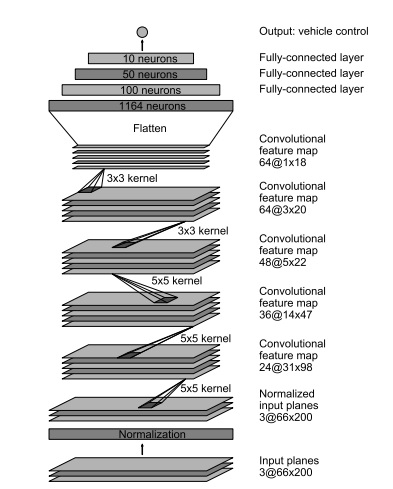 Output: vehicle control
10 neurons
Fully-connected layer
50 neurons
Fully-connected layer
100 neurons
Fully-connected layer
1164 neurons
Flatten
Convolutional
feature map
64@1x18
3x3 kernel
Convolutional
feature map
64@3x20
3x3 kernel
Convolutional
feature map
48@5x22
5x5 kernel
Convolutional
feature map
36@14x47
5x5 kernel
Convolutional
feature map
24@31x98
5x5 kernel
Normalized
input planes
3@66x200
Normalization
Input planes
3@66x200